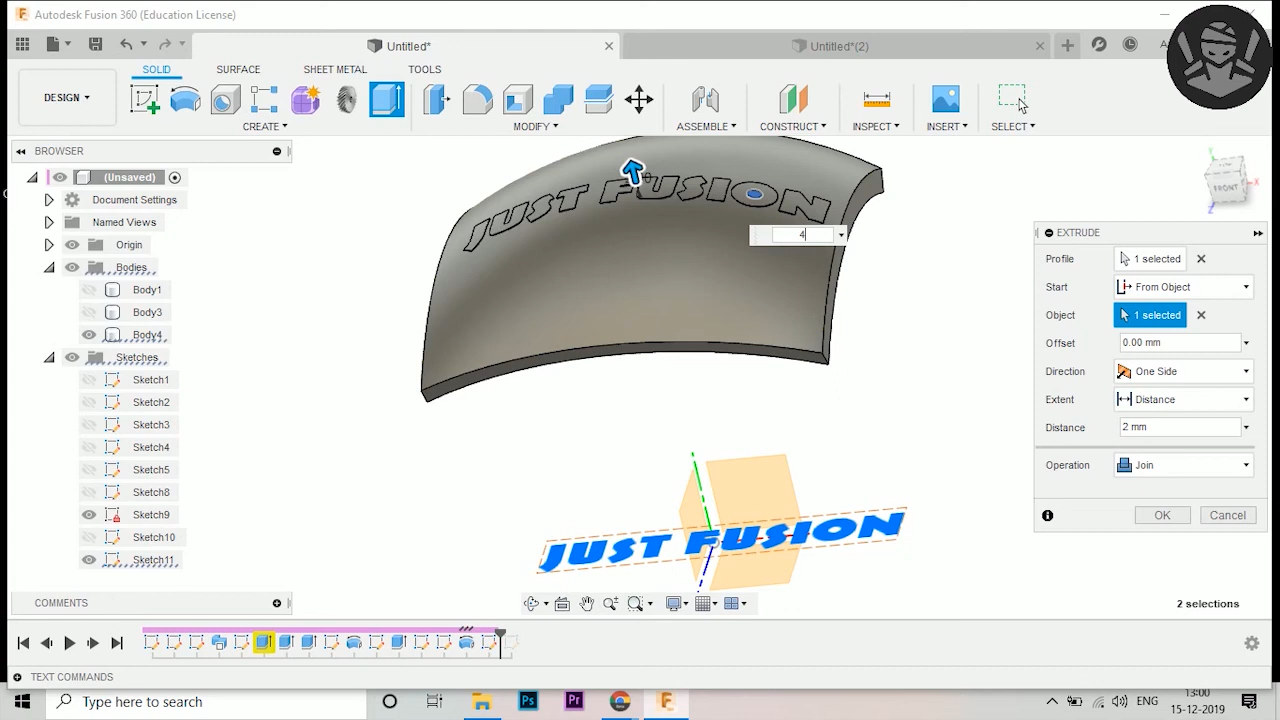 Autodesk Fusion 360 (Education License)
Untitled*
Untitled*(2)
SOLID SURFACE SHEET METAL TOOLS
DESIGN
CREATE MODIFY ASSEMBLE CONSTRUCT INSPECT INSERT SELECT
BROWSER
(Unsaved)
Document Settings
Named Views
Origin
Bodies
Body1
Body3
Body4
Sketches
Sketch1
Sketch2
Sketch3
Sketch4
Sketch5
Sketch8
Sketch9
Sketch10
Sketch11
JUST FUSION
4
FRONT
X
Y
Z
JUST FUSION
EXTRUDE
Profile 1 selected
Start From Object
Object 1 selected
Offset 0.00 mm
Direction One Side
Extent Distance
Distance 2 mm
Operation Join
OK Cancel
2 selections
COMMENTS
TEXT COMMANDS
Type here to search
Ps
Pr
ENG
13:00
15-12-2019